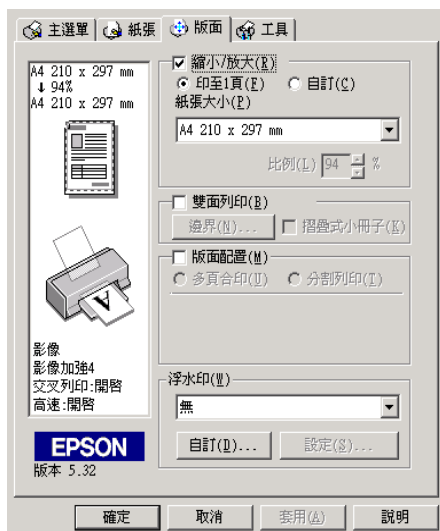 主選單 紙張 版面 工具
A4 210 x 297 mm
↓ 94%
A4 210 x 297 mm
影像
影像加強4
交叉列印:開啓
高速:開啓
EPSON
版本 5.32
縮小/放大(R)
印至1頁(F) 自訂(C)
紙張大小(P)
A4 210 x 297 mm
比例(L) 94 %
雙面列印(B)
邊界(N)... 摺疊式小冊子(K)
版面配置(M)
多頁合印(U) 分割列印(T)
浮水印(W)
無
自訂(D)... 設定(S)...
確定 取消 套用(A) 說明